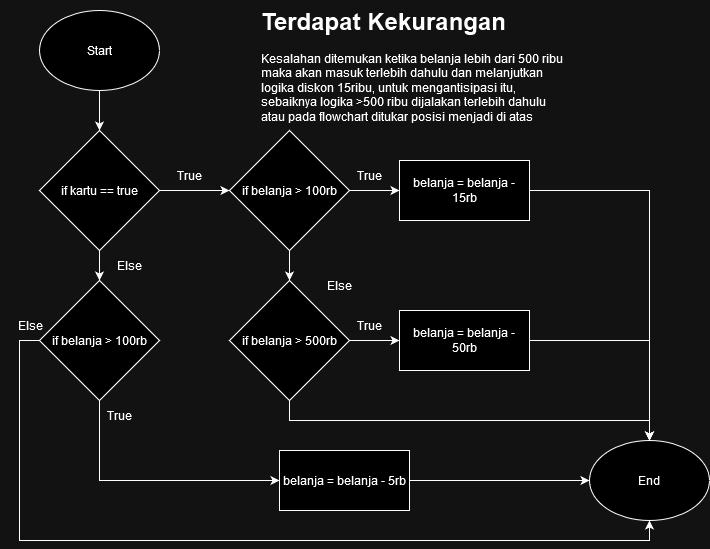 Terdapat Kekurangan
Kesalahan ditemukan ketika belanja lebih dari 500 ribu
maka akan masuk terlebih dahulu dan melanjutkan
logika diskon 15ribu, untuk mengantisipasi itu,
sebaiknya logika >500 ribu dijalakan terlebih dahulu
atau pada flowchart ditukar posisi menjadi di atas
Start
if kartu == true
True
if belanja > 100rb
True
belanja = belanja -
15rb
Else
Else
Else
if belanja > 100rb
if belanja > 500rb
True
belanja = belanja -
50rb
True
belanja = belanja - 5rb
End